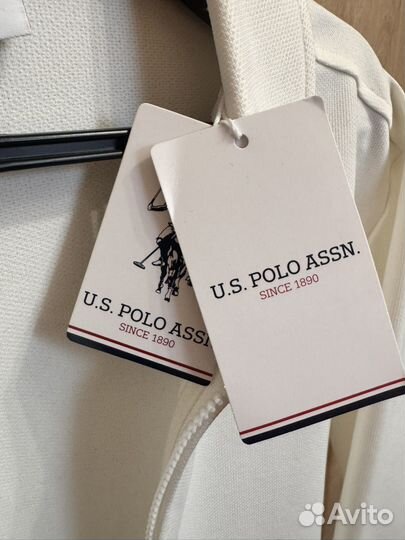 U.S. POLO ASSN
SINCE 1890
U.S. POLO ASSN.
SINCE 1890
Avito